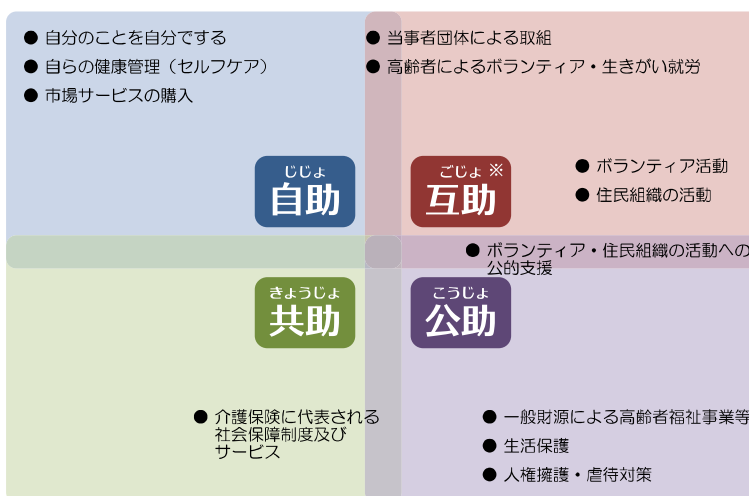 ● 自分のことを自分でする
● 自らの健康管理（セルフケア）
● 市場サービスの購入
じじょ
自助
● 当事者団体による取組
● 高齢者によるボランティア・生きがい就労
● ボランティア活動
● 住民組織の活動
ごじょ ※
互助
● ボランティア・住民組織の活動への
公的支援
きょうじょ
共助
● 介護保険に代表される
社会保障制度及び
サービス
こうじょ
公助
● 一般財源による高齢者福祉事業等
● 生活保護
● 人権擁護・虐待対策